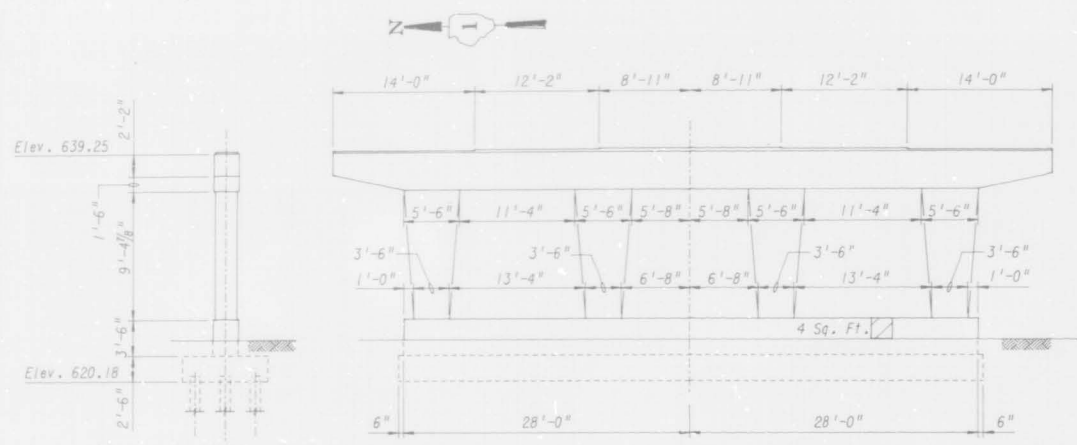 N
1
14'-0" 12'-2" 8'-11" 8'-11" 12'-2" 14'-0"
2'-2"
Elev. 639.25
1'-6"
9'-4⅞"
5'-6" 11'-4" 5'-6" 5'-8" 5'-8" 5'-6" 11'-4" 5'-6"
3'-6" 3'-6" 3'-6" 3'-6"
1'-0" 13'-4" 6'-8" 6'-8" 13'-4" 1'-0"
3'-6"
4 Sq. Ft.
Elev. 620.18
2'-6"
6" 28'-0" 28'-0" 6"